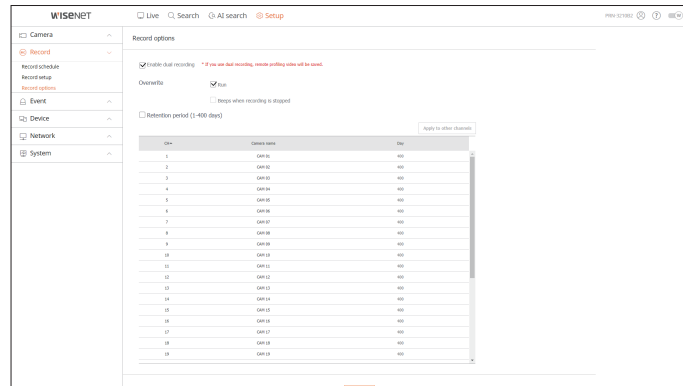 WISENET
Live Search AI search Setup
Camera
Record
Record schedule
Record setup
Record options
Event
Device
Network
System
Record options
Enable dual recording * If you use dual recording, remote profiling video will be saved.
Overwrite Run
Beeps when recording is stopped
Retention period (1-400 days)
Apply to other channels
CH Camera name Day
1 CAM 01 400
2 CAM 02 400
3 CAM 03 400
4 CAM 04 400
5 CAM 05 400
6 CAM 06 400
7 CAM 07 400
8 CAM 08 400
9 CAM 09 400
10 CAM 10 400
11 CAM 11 400
12 CAM 12 400
13 CAM 13 400
14 CAM 14 400
15 CAM 15 400
16 CAM 16 400
17 CAM 17 400
18 CAM 18 400
19 CAM 19 400